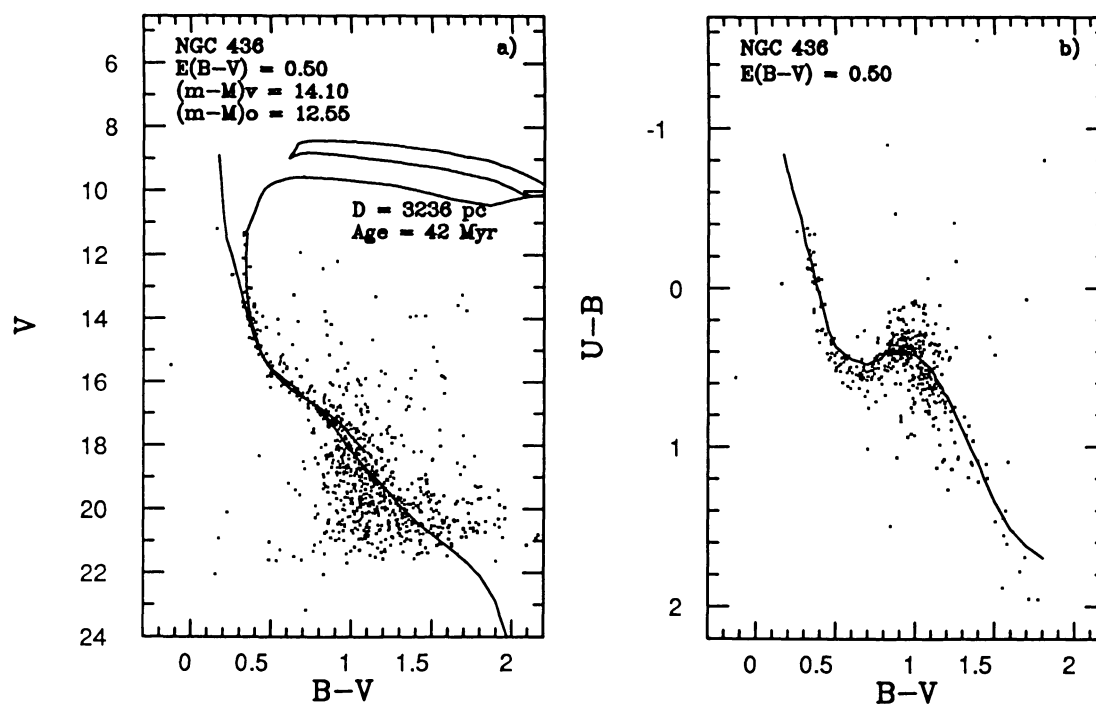 NGC 436
E(B-V) = 0.50
(m-M)v = 14.10
(m-M)o = 12.55
a)
D = 3236 pc
Age = 42 Myr
6
8
10
12
14
16
18
20
22
24
V
0
0.5
1
1.5
2
B-V
NGC 436
E(B-V) = 0.50
b)
-1
0
1
2
U-B
0
0.5
1
1.5
2
B-V